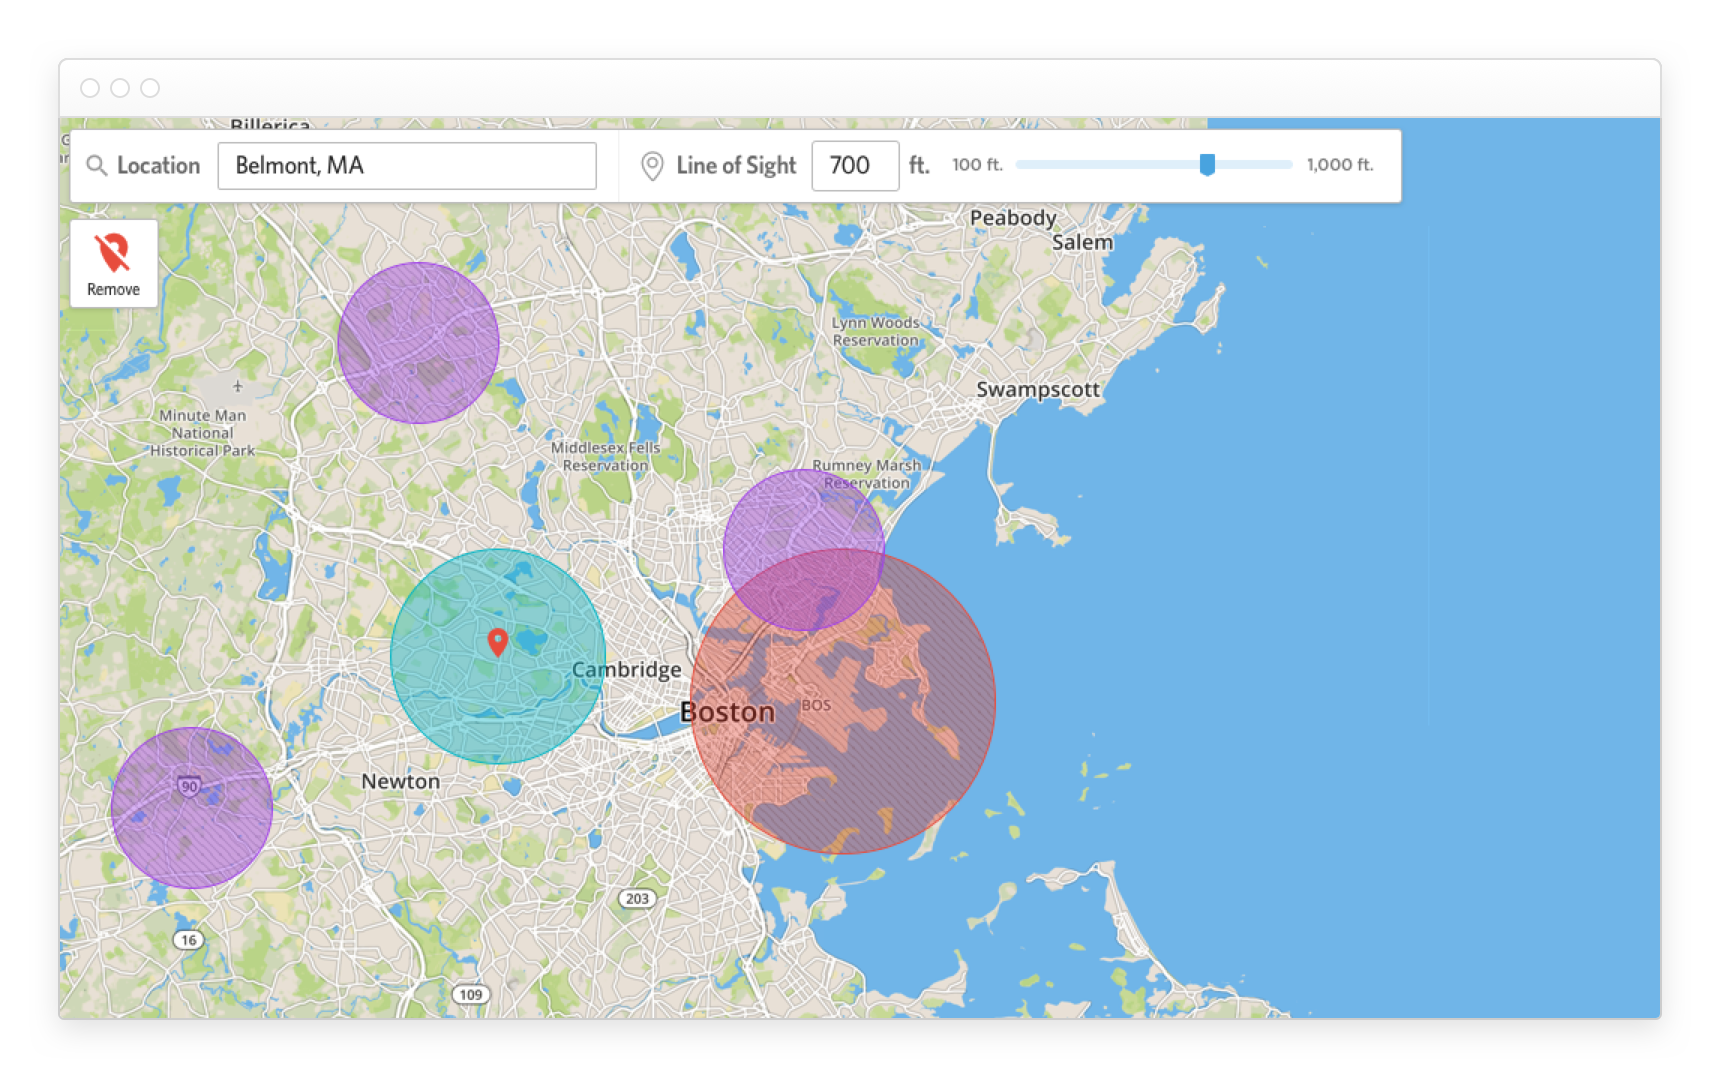 Billerica
Location
Belmont, MA
Line of Sight
700
ft.
100 ft.
1,000 ft.
Remove
Peabody
Salem
Lynn Woods
Reservation
Swampscott
Minute Man
National
Historical Park
Middlesex Fells
Reservation
Rumney Marsh
Reservation
Cambridge
Boston
BOS
Newton
90
203
16
109